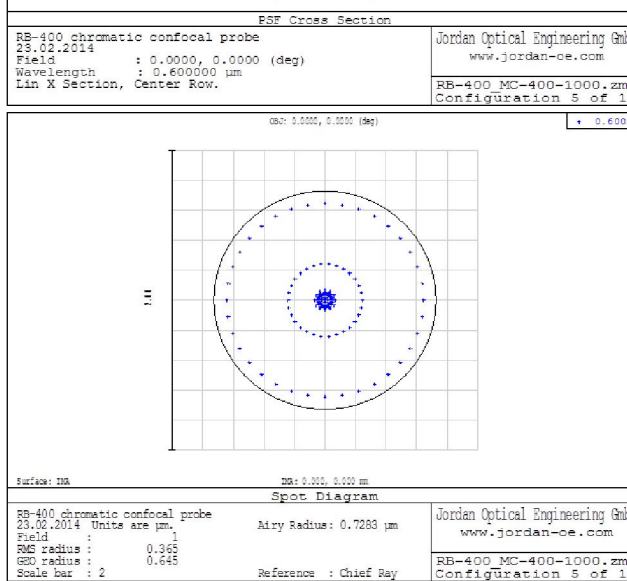 PSF Cross Section
RB-400 chromatic confocal probe
23.02.2014
Field : 0.0000, 0.0000 (deg)
Wavelength : 0.600000 µm
Lin X Section, Center Row.
Jordan Optical Engineering Gmb
www.jordan-oe.com
RB-400_MC-400-1000.zm
Configuration 5 of 1
OBJ: 0.0000, 0.0000 (deg)
+ 0.600
2.00
Surface: IMA
IMA: 0.000, 0.000 mm
Spot Diagram
RB-400 chromatic confocal probe
23.02.2014 Units are µm.
Airy Radius: 0.7283 µm
Field : 1
RMS radius : 0.365
GEO radius : 0.645
Scale bar : 2
Reference : Chief Ray
Jordan Optical Engineering Gmb
www.jordan-oe.com
RB-400_MC-400-1000.zm
Configuration 5 of 1